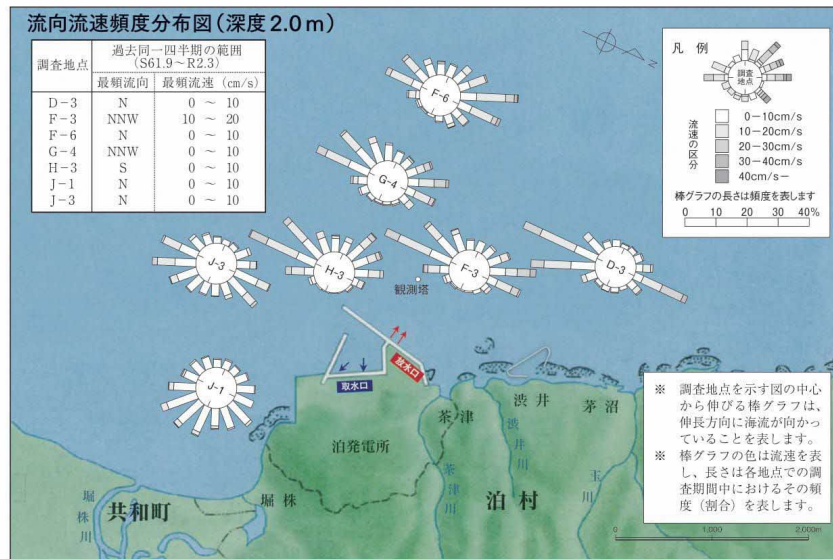 流向流速頻度分布図(深度2.0m)
調査地点 過去同一四半期の範囲
(S61.9~R2.3)
最頻流向 最頻流速 (cm/s)
D-3 N 0 ~ 10
F-3 NNW 10 ~ 20
F-6 N 0 ~ 10
G-4 NNW 0 ~ 10
H-3 S 0 ~ 10
J-1 N 0 ~ 10
J-3 N 0 ~ 10
N
凡 例
調査
地点
流速の区分
0-10cm/s
10-20cm/s
20-30cm/s
30-40cm/s
40cm/s-
棒グラフの長さは頻度を表します
0 10 20 30 40%
F-6
G-4
J-3
H-3
F-3
D-3
観測塔
J-1
取水口
放水口
泊発電所
茶津
渋井
茅沼
渋井川
茶津川
玉川
泊村
堀株
共和町
堀株川
※ 調査地点を示す図の中心
から伸びる棒グラフは、
伸長方向に海流が向かっ
ていることを表します。
※ 棒グラフの色は流速を表
し、長さは各地点での調
査期間中におけるその頻
度(割合)を表します。
0 1,000 2,000m